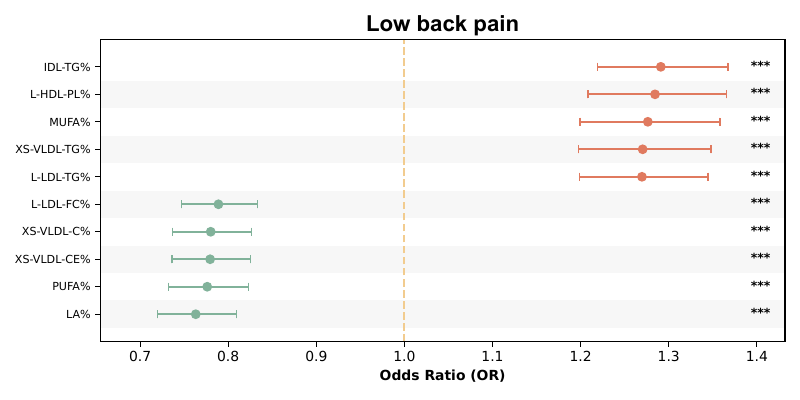 Low back pain
IDL-TG% ***
L-HDL-PL% ***
MUFA% ***
XS-VLDL-TG% ***
L-LDL-TG% ***
L-LDL-FC% ***
XS-VLDL-C% ***
XS-VLDL-CE% ***
PUFA% ***
LA% ***
0.7 0.8 0.9 1.0 1.1 1.2 1.3 1.4
Odds Ratio (OR)